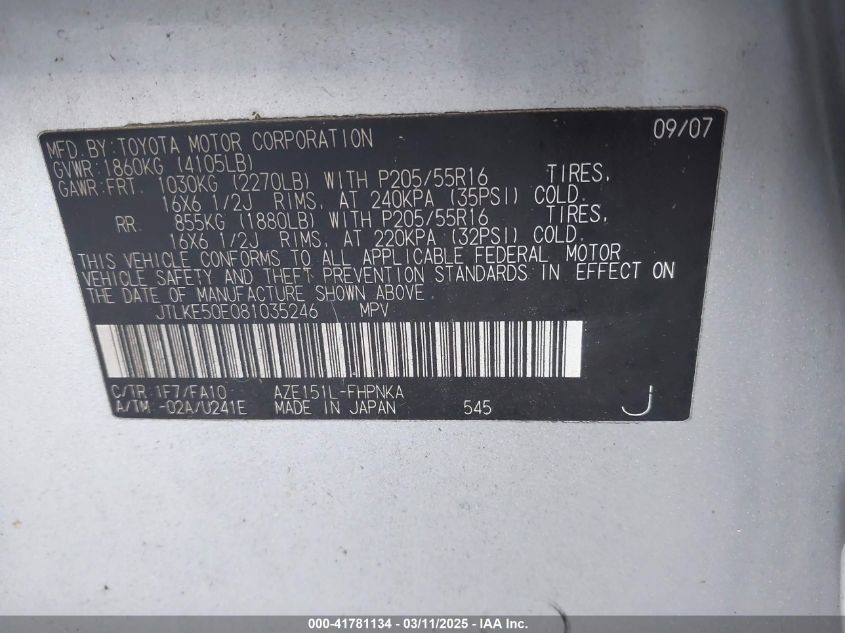 MFD. BY: TOYOTA MOTOR CORPORATION 09/07
GVWR: 1860KG (4105LB)
GAWR: FRT. 1030KG (2270LB) WITH P205/55R16 TIRES,
16X6 1/2J RIMS, AT 240KPA (35PSI) COLD.
RR. 855KG (1880LB) WITH P205/55R16 TIRES,
16X6 1/2J RIMS, AT 220KPA (32PSI) COLD.
THIS VEHICLE CONFORMS TO ALL APPLICABLE FEDERAL MOTOR
VEHICLE SAFETY AND THEFT PREVENTION STANDARDS IN EFFECT ON
THE DATE OF MANUFACTURE SHOWN ABOVE.
JTLKE50E081035246 MPV
C/TR 1F7/FA10 AZE151L-FHPNKA
A/TM -02A/U241E MADE IN JAPAN 545 J
000-41781134 - 03/11/2025 - IAA Inc.